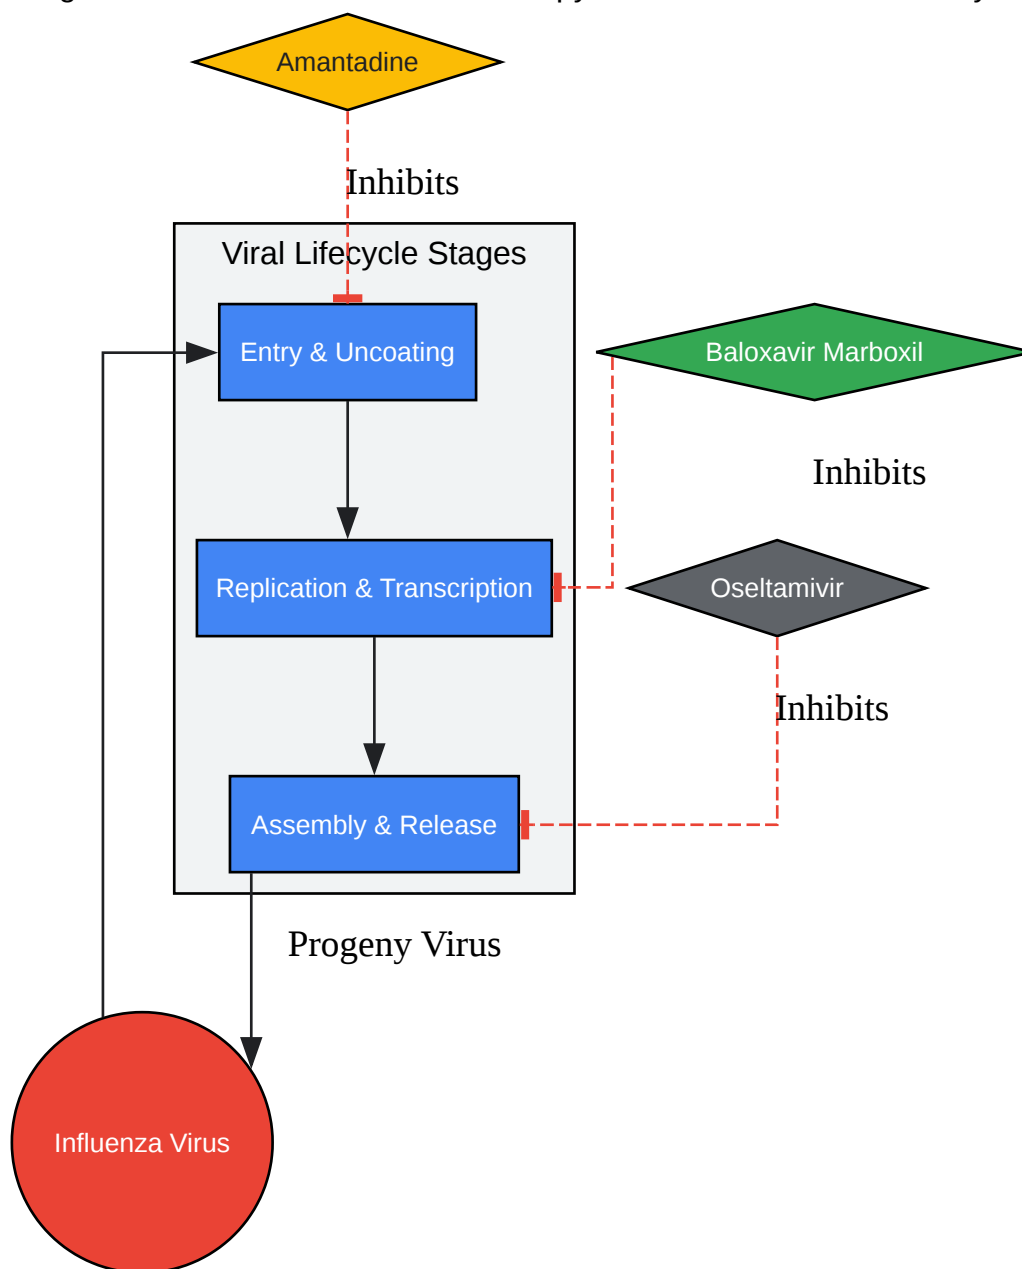 Amantadine
Inhibits
Viral Lifecycle Stages
Entry & Uncoating
Baloxavir Marboxil
Inhibits
Replication & Transcription
Oseltamivir
Inhibits
Assembly & Release
Progeny Virus
Influenza Virus